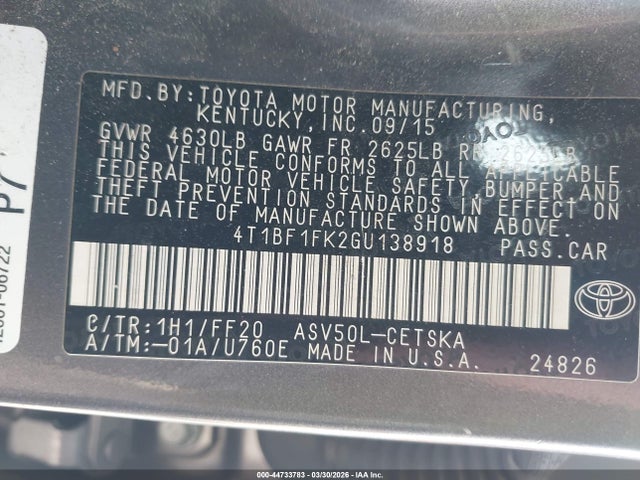 MFD. BY: TOYOTA MOTOR MANUFACTURING,
KENTUCKY, INC. 09/15
GVWR 4630LB GAWR FR 2625LB RR 2625LB
THIS VEHICLE CONFORMS TO ALL APPLICABLE
FEDERAL MOTOR VEHICLE SAFETY, BUMPER, AND
THEFT PREVENTION STANDARDS IN EFFECT ON
THE DATE OF MANUFACTURE SHOWN ABOVE.
4T1BF1FK2GU138918 PASS.CAR
C/TR:1H1/FF20 ASV50L-CETSKA
A/TM:-01A/U760E MADE IN U.S.A.
24826
000-44733783 | 03/30/2026 - IAA Inc.